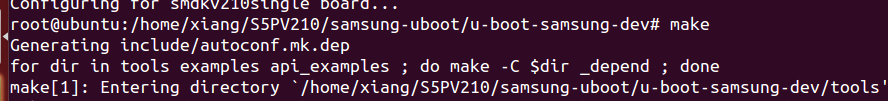 Configuring for smdkv210single board...
root@ubuntu:/home/xiang/S5PV210/samsung-uboot/u-boot-samsung-dev# make
Generating include/autoconf.mk.dep
for dir in tools examples api_examples ; do make -C $dir _depend ; done
make[1]: Entering directory `/home/xiang/S5PV210/samsung-uboot/u-boot-samsung-dev/tools'